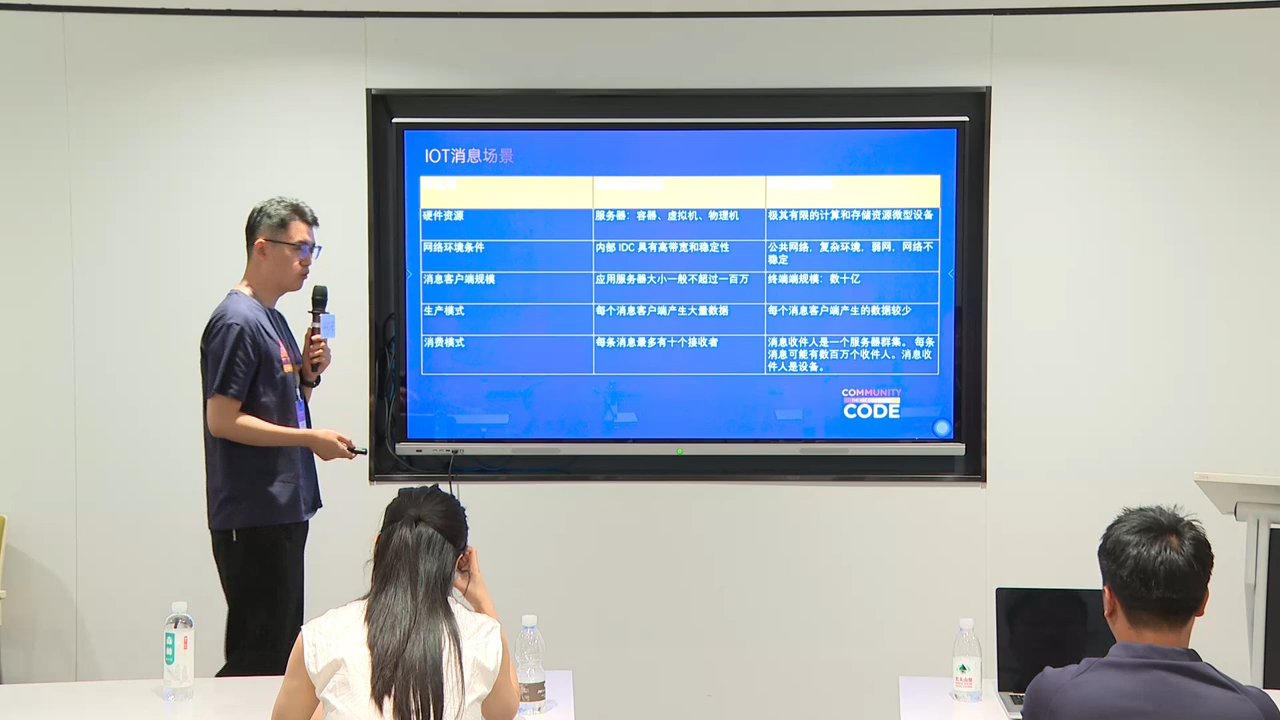 IOT消息场景
硬件资源
服务器：容器、虚拟机、物理机
极其有限的计算和存储资源微型设备
网络环境条件
内部 IDC 具有高带宽和稳定性
公共网络，复杂环境，弱网，网络不
稳定
消息客户端规模
应用服务器大小一般不超过一百万
终端端规模：数十亿
生产模式
每个消息客户端产生大量数据
每个消息客户端产生的数据较少
消费模式
每条消息最多有十个接收者
消息收件人是一个服务器群集。 每条
消息可能有数百万个收件人。消息收
件人是设备。
COMMUNITY
CODE